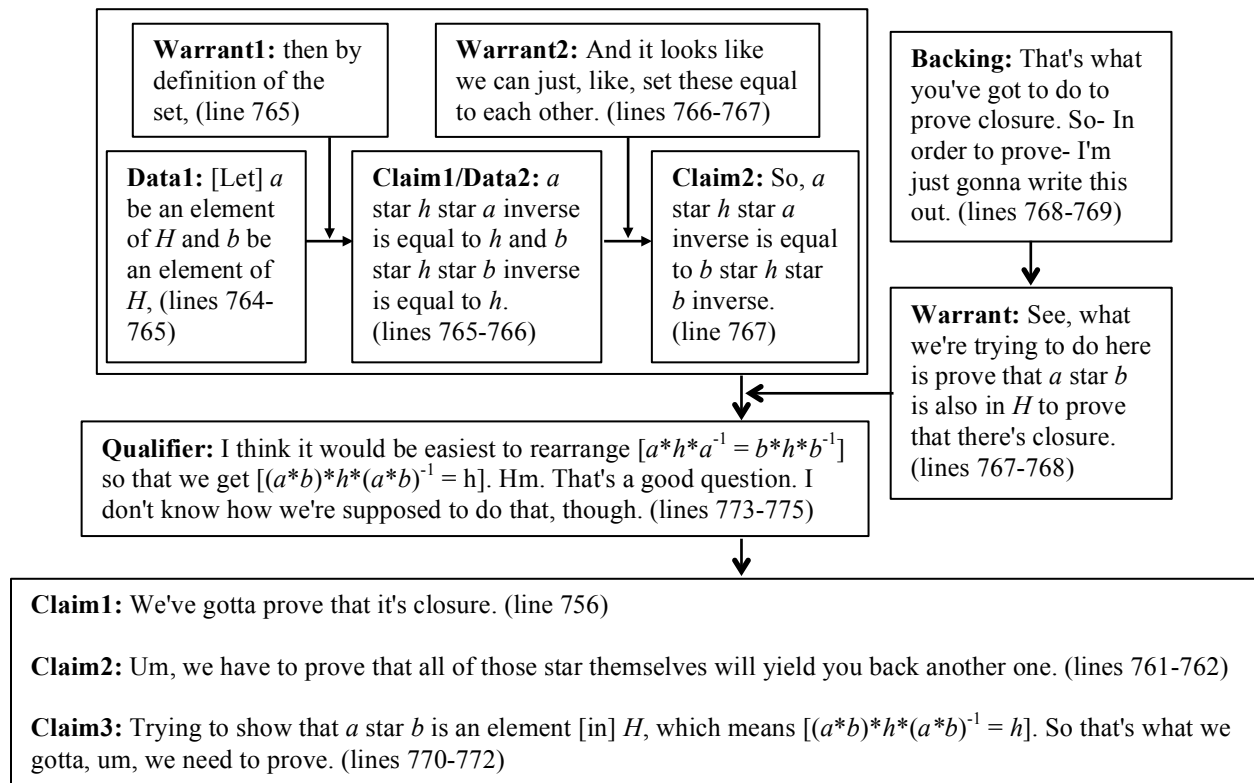 Warrant1: then by
definition of the
set, (line 765)
Warrant2: And it looks like
we can just, like, set these equal
to each other. (lines 766-767)
Backing: That's what
you've got to do to
prove closure. So- In
order to prove- I'm
just gonna write this
out. (lines 768-769)
Data1: [Let] a
be an element
of H and b be
an element of
H, (lines 764-
765)
Claim1/Data2: a
star h star a inverse
is equal to h and b
star h star b inverse
is equal to h.
(lines 765-766)
Claim2: So, a
star h star a
inverse is equal
to b star h star
b inverse.
(line 767)
Warrant: See, what
we're trying to do here
is prove that a star b
is also in H to prove
that there's closure.
(lines 767-768)
Qualifier: I think it would be easiest to rearrange [a*h*a⁻¹ = b*h*b⁻¹]
so that we get [(a*b)*h*(a*b)⁻¹ = h]. Hm. That's a good question. I
don't know how we're supposed to do that, though. (lines 773-775)
Claim1: We've gotta prove that it's closure. (line 756)
Claim2: Um, we have to prove that all of those star themselves will yield you back another one. (lines 761-762)
Claim3: Trying to show that a star b is an element [in] H, which means [(a*b)*h*(a*b)⁻¹ = h]. So that's what we
gotta, um, we need to prove. (lines 770-772)